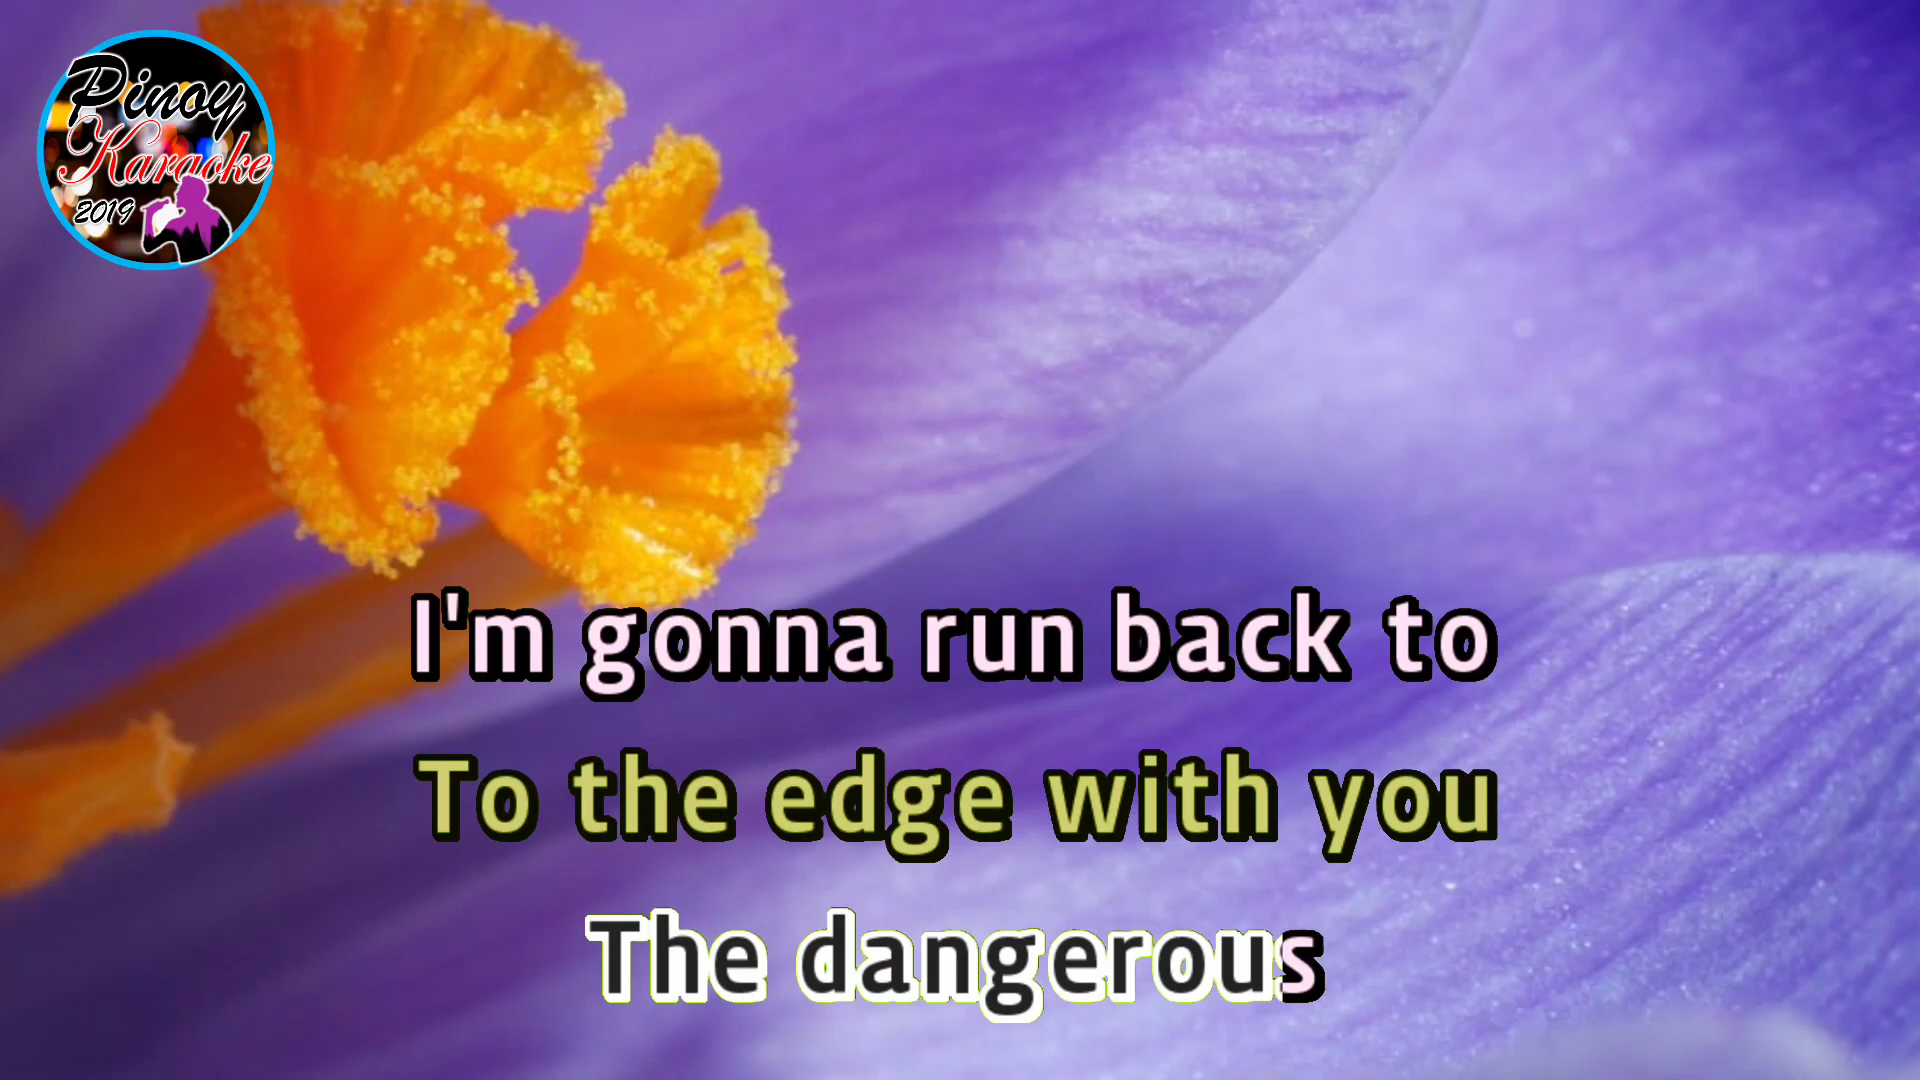 Pinoy
Karaoke
2019
I'm gonna run back to
To the edge with you
The dangerous